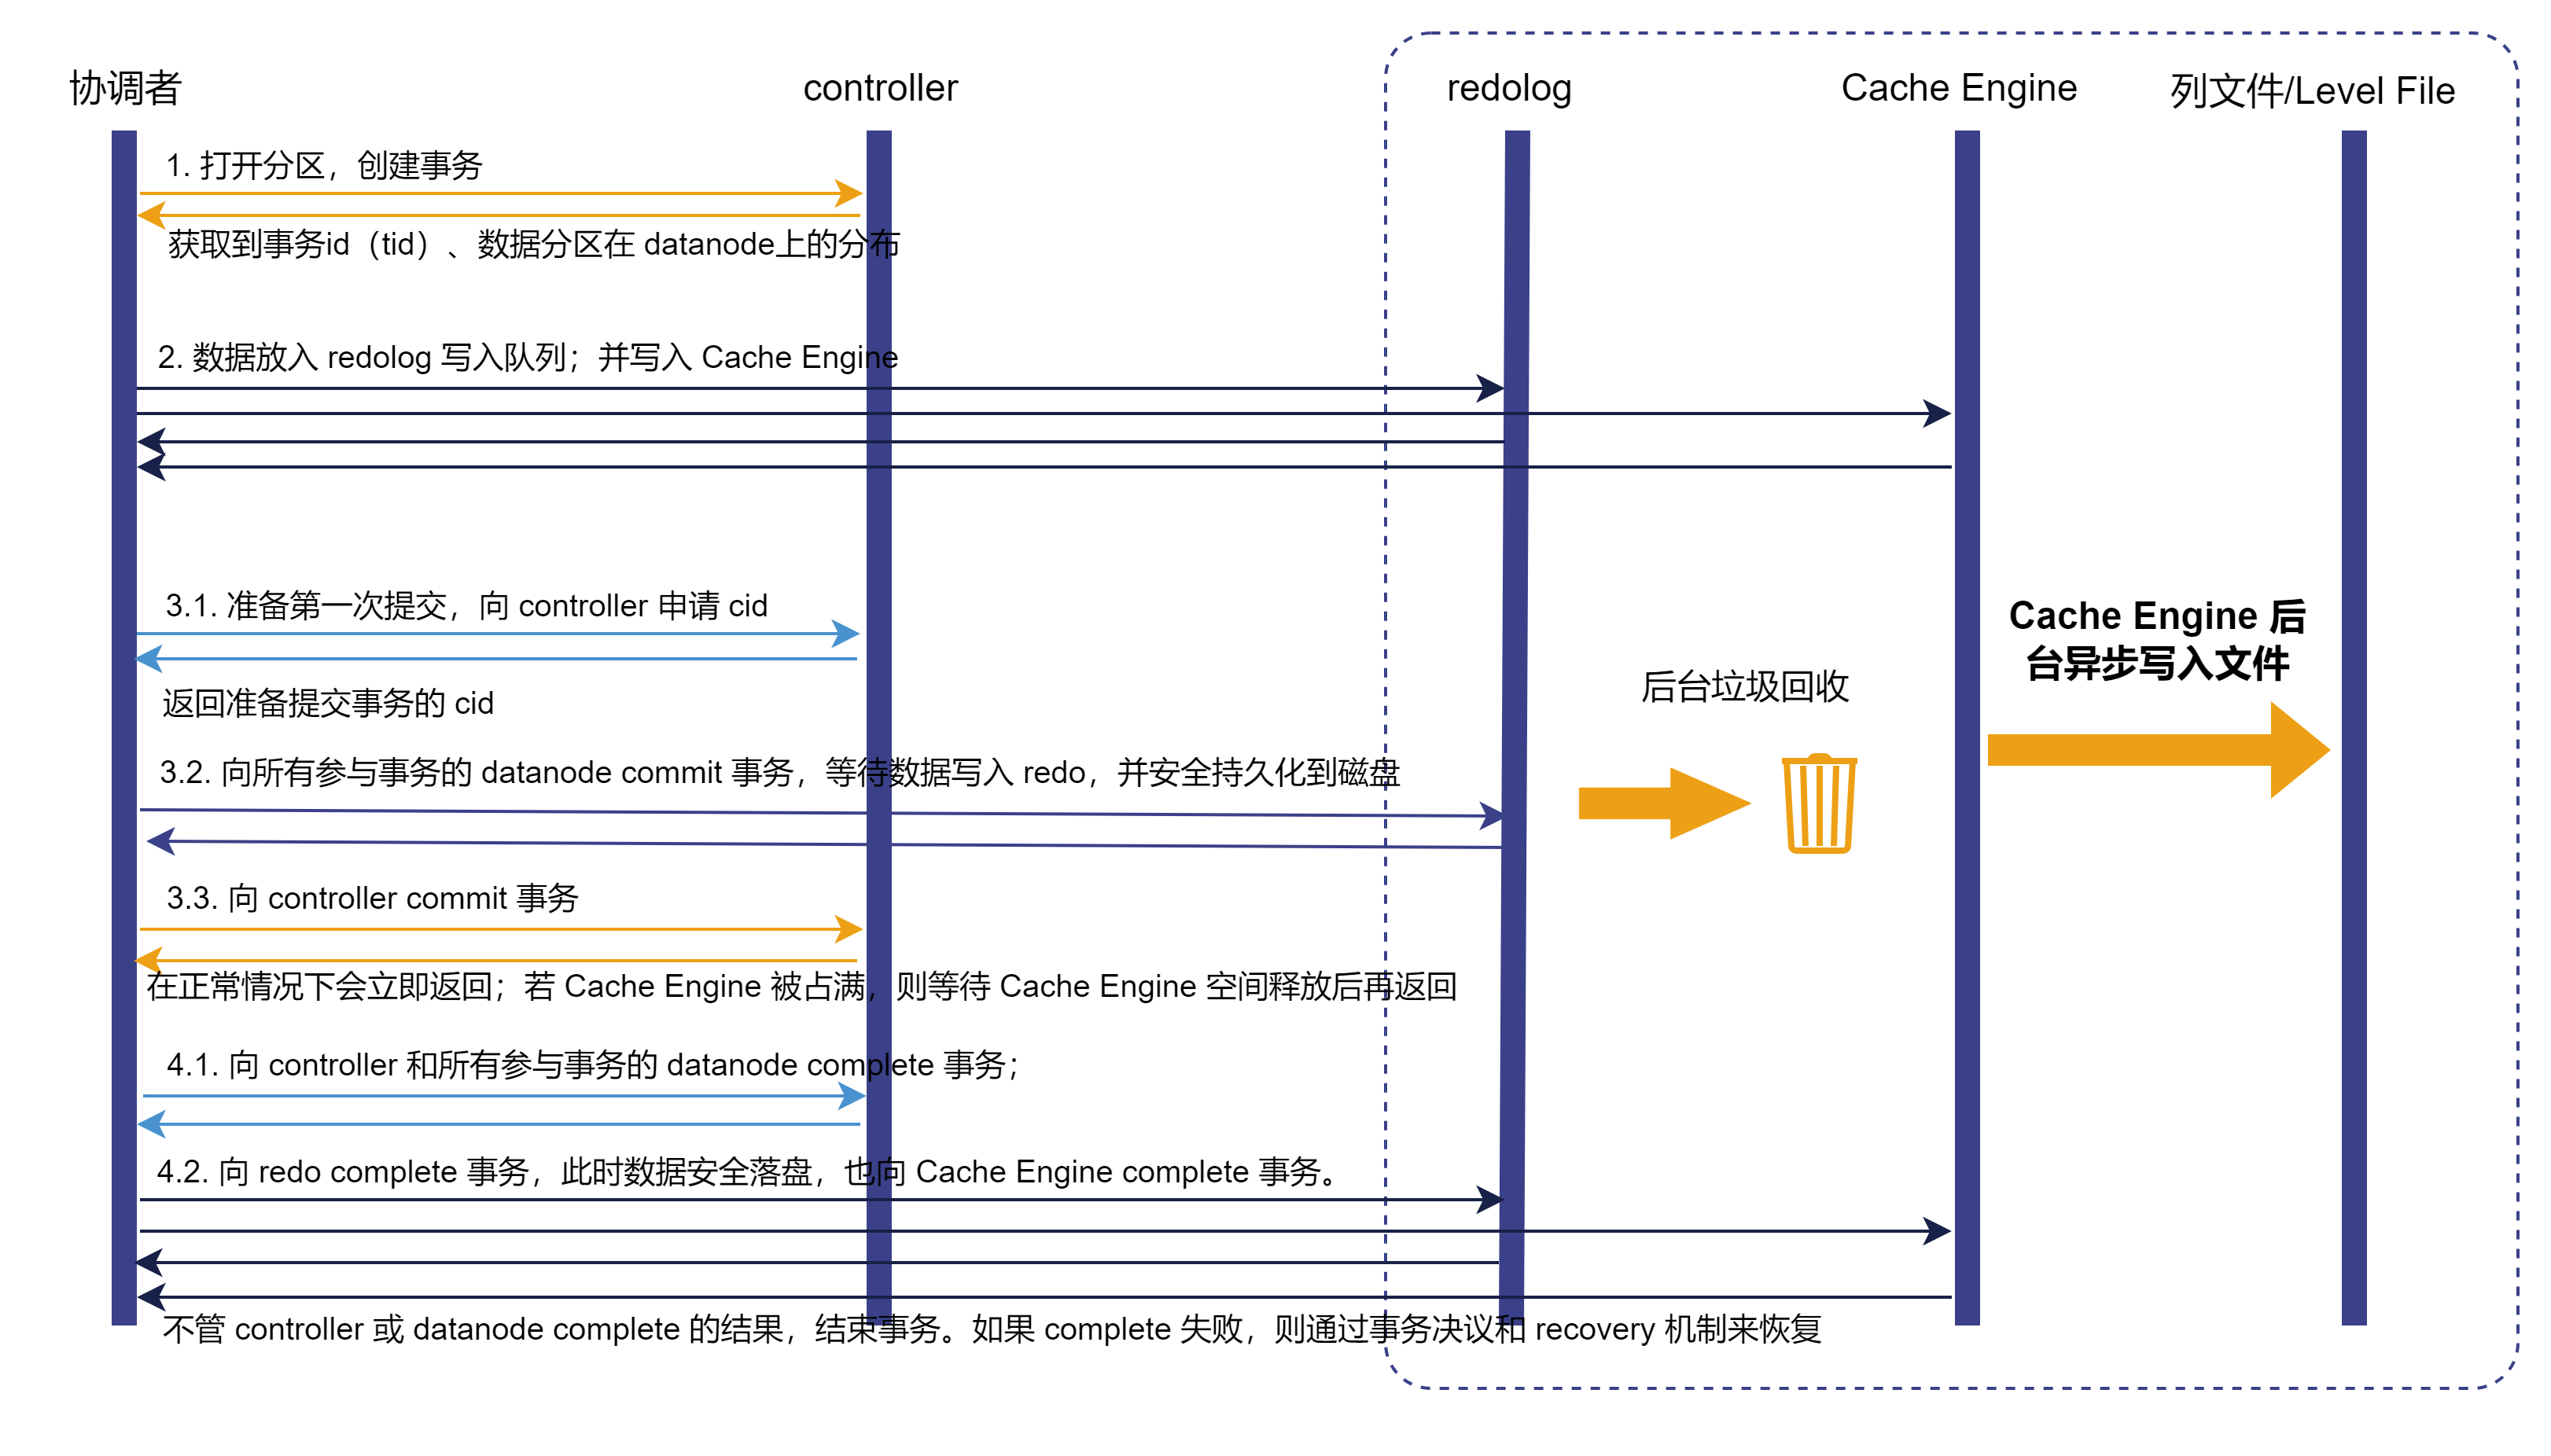 协调者
controller
redolog
Cache Engine
列文件/Level File
1. 打开分区，创建事务
获取到事务id（tid）、数据分区在 datanode上的分布
2. 数据放入 redolog 写入队列；并写入 Cache Engine
3.1. 准备第一次提交，向 controller 申请 cid
返回准备提交事务的 cid
Cache Engine 后
台异步写入文件
后台垃圾回收
3.2. 向所有参与事务的 datanode commit 事务，等待数据写入 redo，并安全持久化到磁盘
3.3. 向 controller commit 事务
在正常情况下会立即返回；若 Cache Engine 被占满，则等待 Cache Engine 空间释放后再返回
4.1. 向 controller 和所有参与事务的 datanode complete 事务；
4.2. 向 redo complete 事务，此时数据安全落盘，也向 Cache Engine complete 事务。
不管 controller 或 datanode complete 的结果，结束事务。如果 complete 失败，则通过事务决议和 recovery 机制来恢复